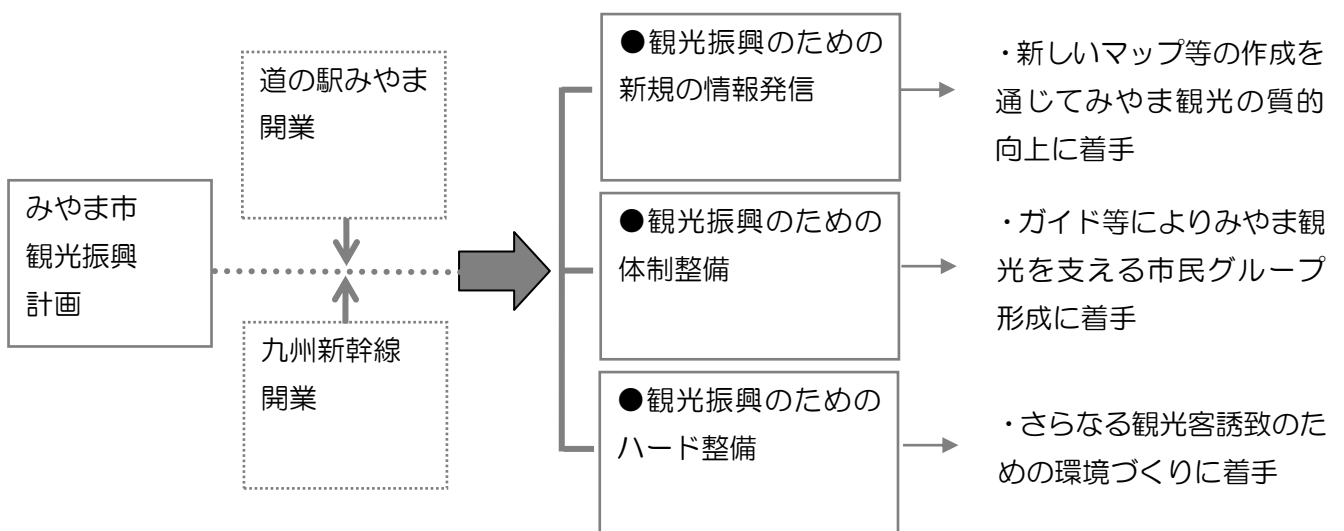 みやま市
観光振興
計画
道の駅みやま
開業
九州新幹線
開業
●観光振興のための
新規の情報発信
・新しいマップ等の作成を
通じてみやま観光の質的
向上に着手
●観光振興のための
体制整備
・ガイド等によりみやま観
光を支える市民グループ
形成に着手
●観光振興のための
ハード整備
・さらなる観光客誘致のた
めの環境づくりに着手